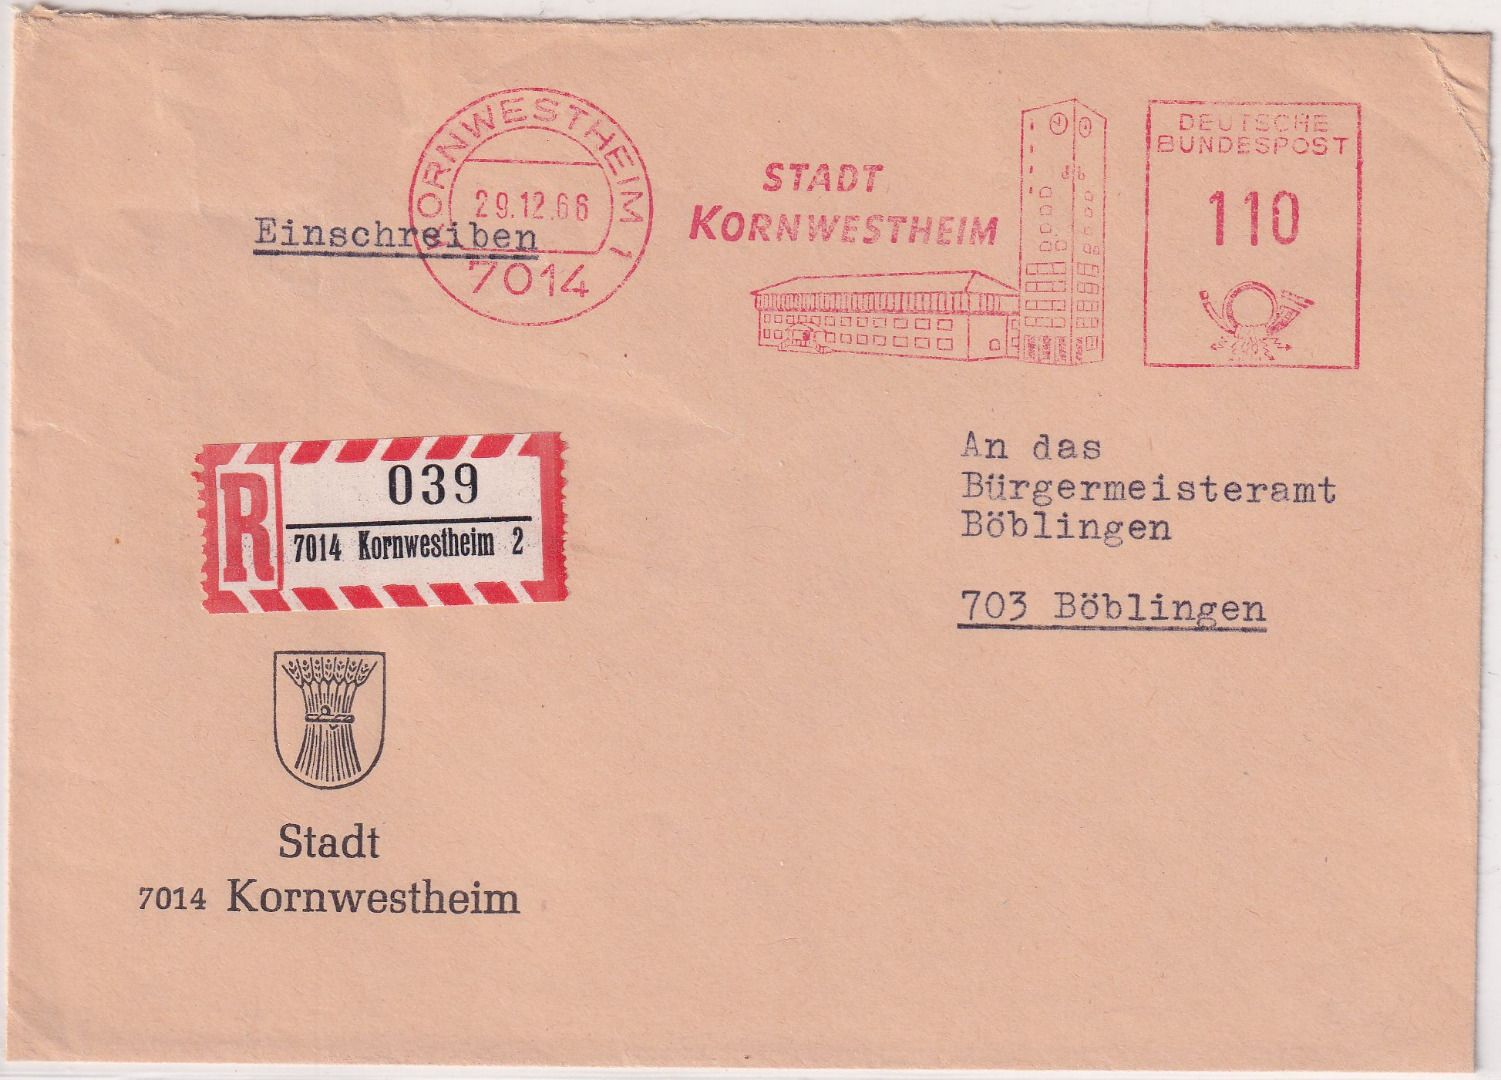 KORNWESTHEIM 1
29.12.66
7014
Einschreiben
STADT
KORNWESTHEIM
DEUTSCHE
BUNDESPOST
110
R
039
7014 Kornwestheim 2
An das
Bürgermeisteramt
Böblingen
703 Böblingen
Stadt
7014 Kornwestheim